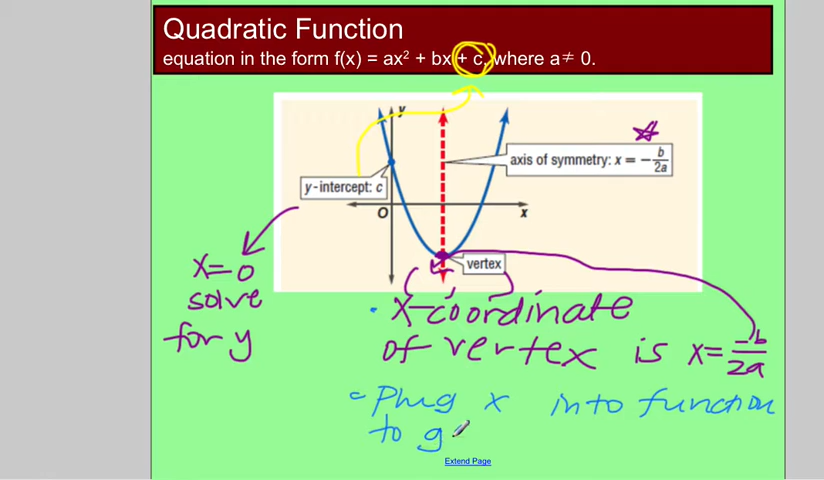 Quadratic Function
equation in the form f(x) = ax² + bx + c, where a ≠ 0.
y
axis of symmetry: x = -b/2a
y-intercept: c
O
x
vertex
x=0
solve
for y
• x-coordinate
of vertex is x = -b/2a
Plug x into function
to g
Extend Page